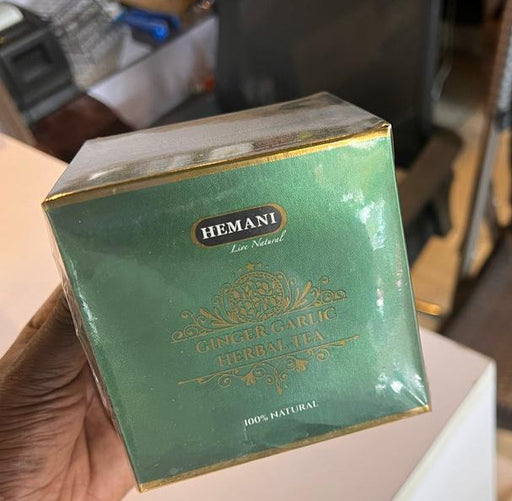 HEMANI
Live Natural
GINGER GARLIC
HERBAL TEA
100% NATURAL